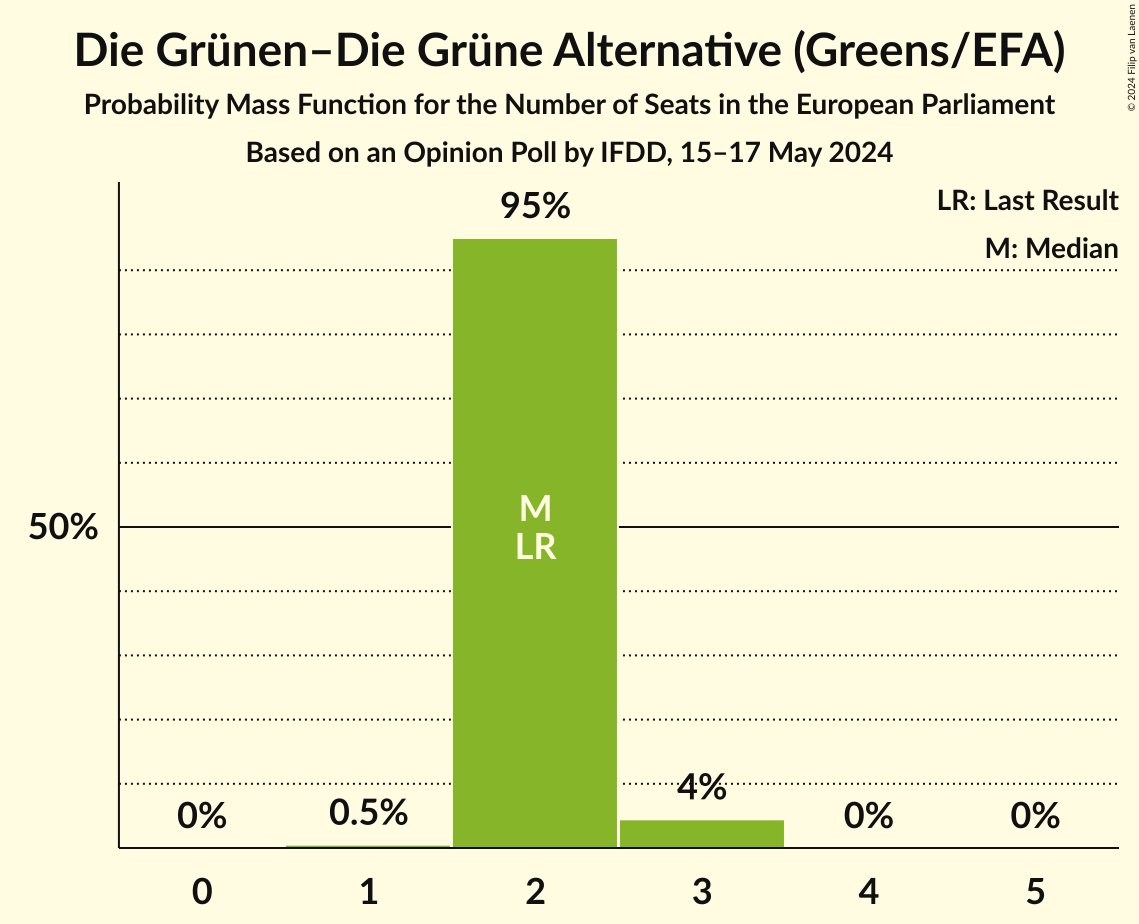 Die Grünen–Die Grüne Alternative (Greens/EFA)
Probability Mass Function for the Number of Seats in the European Parliament
Based on an Opinion Poll by IFDD, 15–17 May 2024
© 2024 Filip van Laenen
LR: Last Result
M: Median
95%
M
LR
50%
0%
0.5%
4%
0%
0%
0
1
2
3
4
5